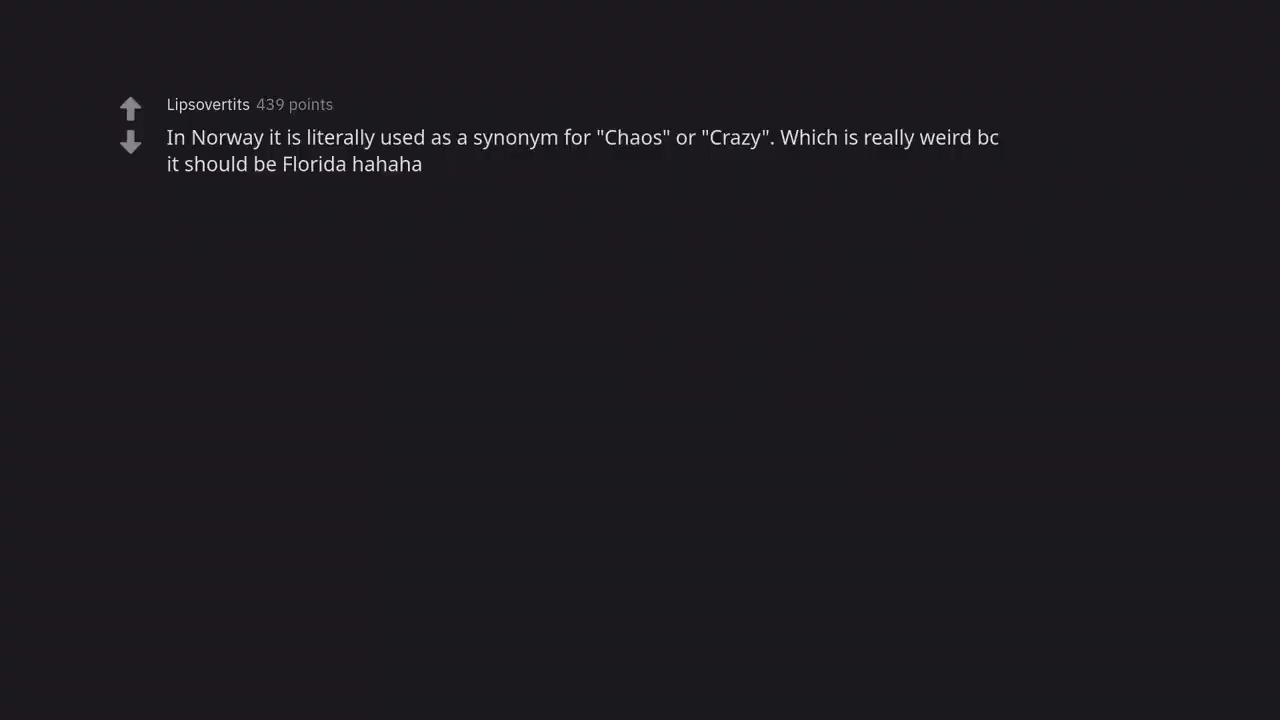 Lipsovertits 439 points
In Norway it is literally used as a synonym for "Chaos" or "Crazy". Which is really weird bc
it should be Florida hahaha